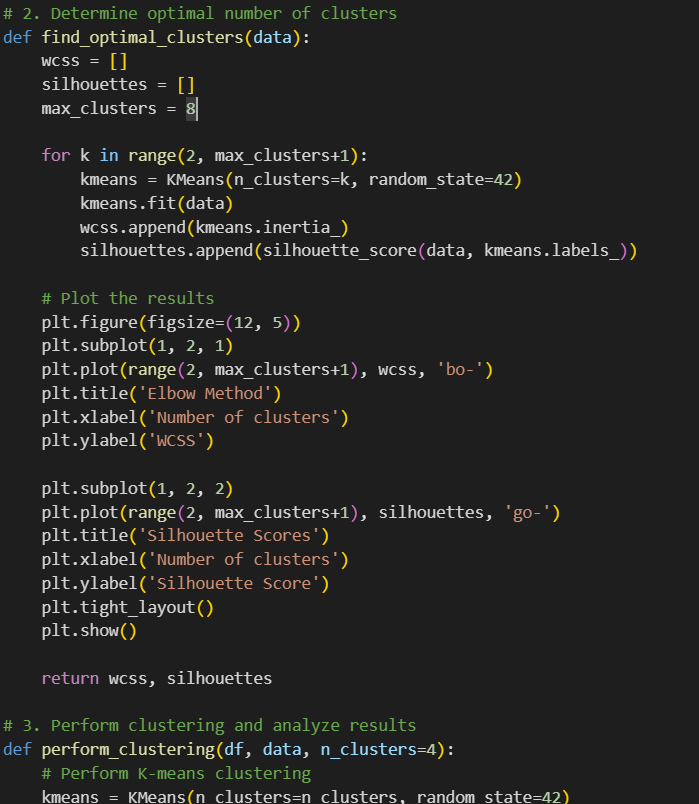 # 2. Determine optimal number of clusters
def find_optimal_clusters(data):
    wcss = []
    silhouettes = []
    max_clusters = 8

    for k in range(2, max_clusters+1):
        kmeans = KMeans(n_clusters=k, random_state=42)
        kmeans.fit(data)
        wcss.append(kmeans.inertia_)
        silhouettes.append(silhouette_score(data, kmeans.labels_))

    # Plot the results
    plt.figure(figsize=(12, 5))
    plt.subplot(1, 2, 1)
    plt.plot(range(2, max_clusters+1), wcss, 'bo-')
    plt.title('Elbow Method')
    plt.xlabel('Number of clusters')
    plt.ylabel('WCSS')

    plt.subplot(1, 2, 2)
    plt.plot(range(2, max_clusters+1), silhouettes, 'go-')
    plt.title('Silhouette Scores')
    plt.xlabel('Number of clusters')
    plt.ylabel('Silhouette Score')
    plt.tight_layout()
    plt.show()

    return wcss, silhouettes

# 3. Perform clustering and analyze results
def perform_clustering(df, data, n_clusters=4):
    # Perform K-means clustering
    kmeans = KMeans(n_clusters=n_clusters, random_state=42)